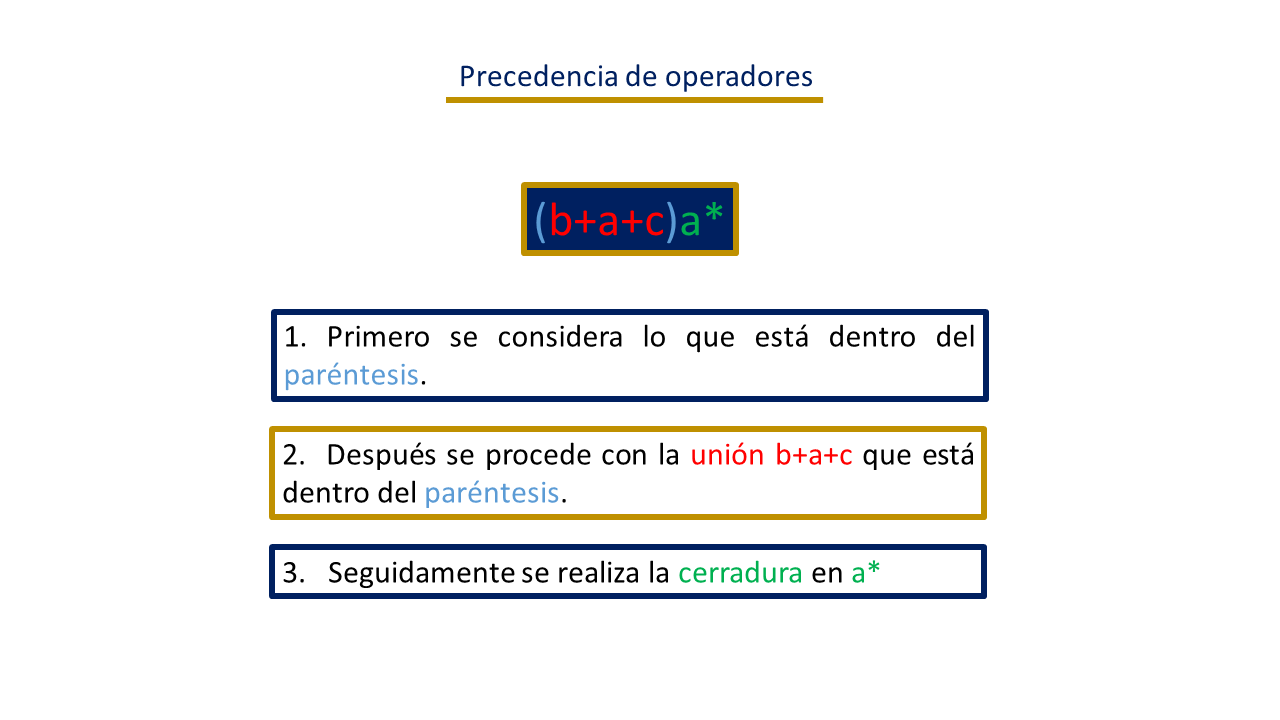 Precedencia de operadores
(b+a+c)a*
1. Primero se considera lo que está dentro del
paréntesis.
2. Después se procede con la unión b+a+c que está
dentro del paréntesis.
3. Seguidamente se realiza la cerradura en a*